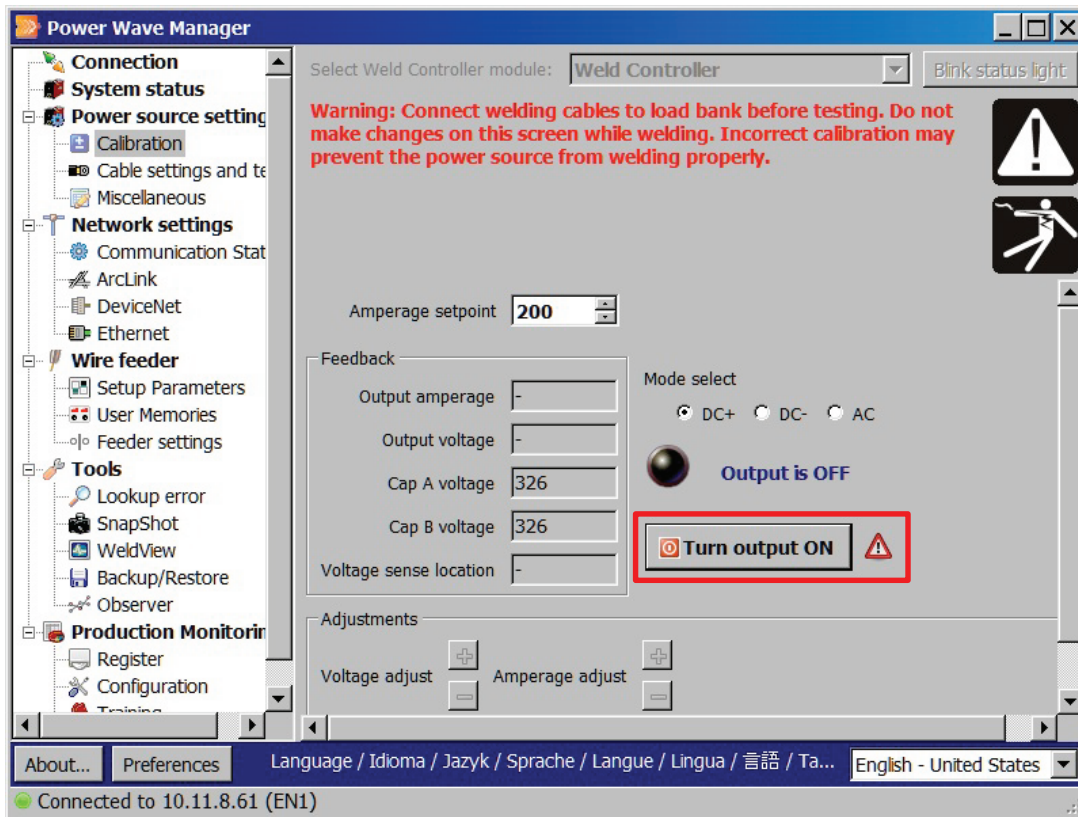 Power Wave Manager
Connection
System status
Power source setting
Calibration
Cable settings and te
Miscellaneous
Network settings
Communication Stat
ArcLink
DeviceNet
Ethernet
Wire feeder
Setup Parameters
User Memories
Feeder settings
Tools
Lookup error
SnapShot
WeldView
Backup/Restore
Observer
Production Monitorin
Register
Configuration
Training
Select Weld Controller module: Weld Controller Blink status light
Warning: Connect welding cables to load bank before testing. Do not
make changes on this screen while welding. Incorrect calibration may
prevent the power source from welding properly.
Amperage setpoint 200
Feedback
Output amperage -
Output voltage -
Cap A voltage 326
Cap B voltage 326
Voltage sense location -
Mode select
DC+ DC- AC
Output is OFF
Turn output ON
Adjustments
Voltage adjust + - Amperage adjust + -
About... Preferences Language / Idioma / Jazyk / Sprache / Langue / Lingua / 言語 / Ta... English - United States
Connected to 10.11.8.61 (EN1)